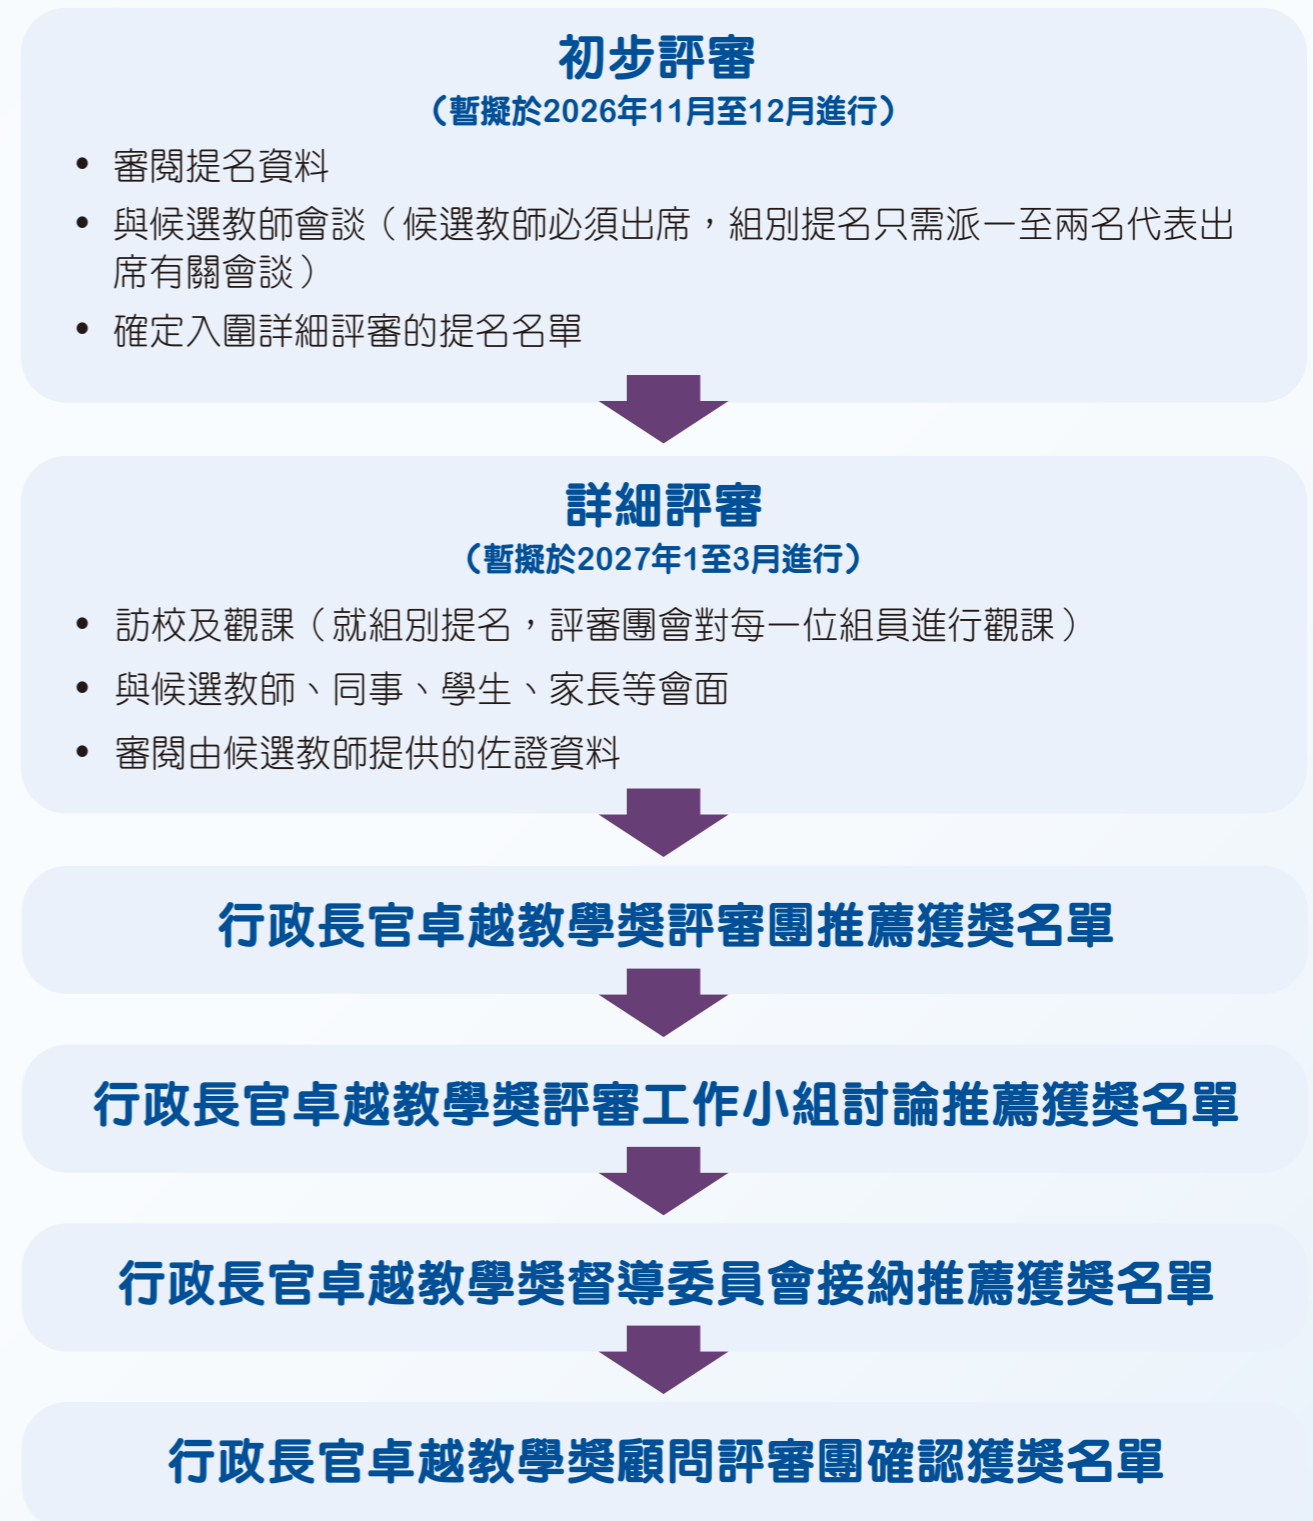 初步評審
（暫擬於2026年11月至12月進行）
• 審閱提名資料
• 與候選教師會談（候選教師必須出席，組別提名只需派一至兩名代表出
席有關會談）
• 確定入圍詳細評審的提名名單
詳細評審
（暫擬於2027年1至3月進行）
• 訪校及觀課（就組別提名，評審團會對每一位組員進行觀課）
• 與候選教師、同事、學生、家長等會面
• 審閱由候選教師提供的佐證資料
行政長官卓越教學獎評審團推薦獲獎名單
行政長官卓越教學獎評審工作小組討論推薦獲獎名單
行政長官卓越教學獎督導委員會接納推薦獲獎名單
行政長官卓越教學獎顧問評審團確認獲獎名單